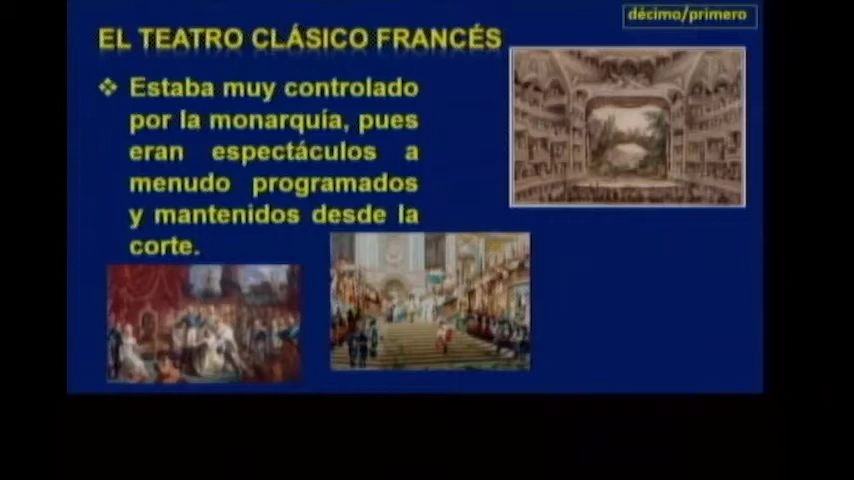 décimo/primero
EL TEATRO CLÁSICO FRANCÉS
❖ Estaba muy controlado
por la monarquía, pues
eran espectáculos a
menudo programados
y mantenidos desde la
corte.